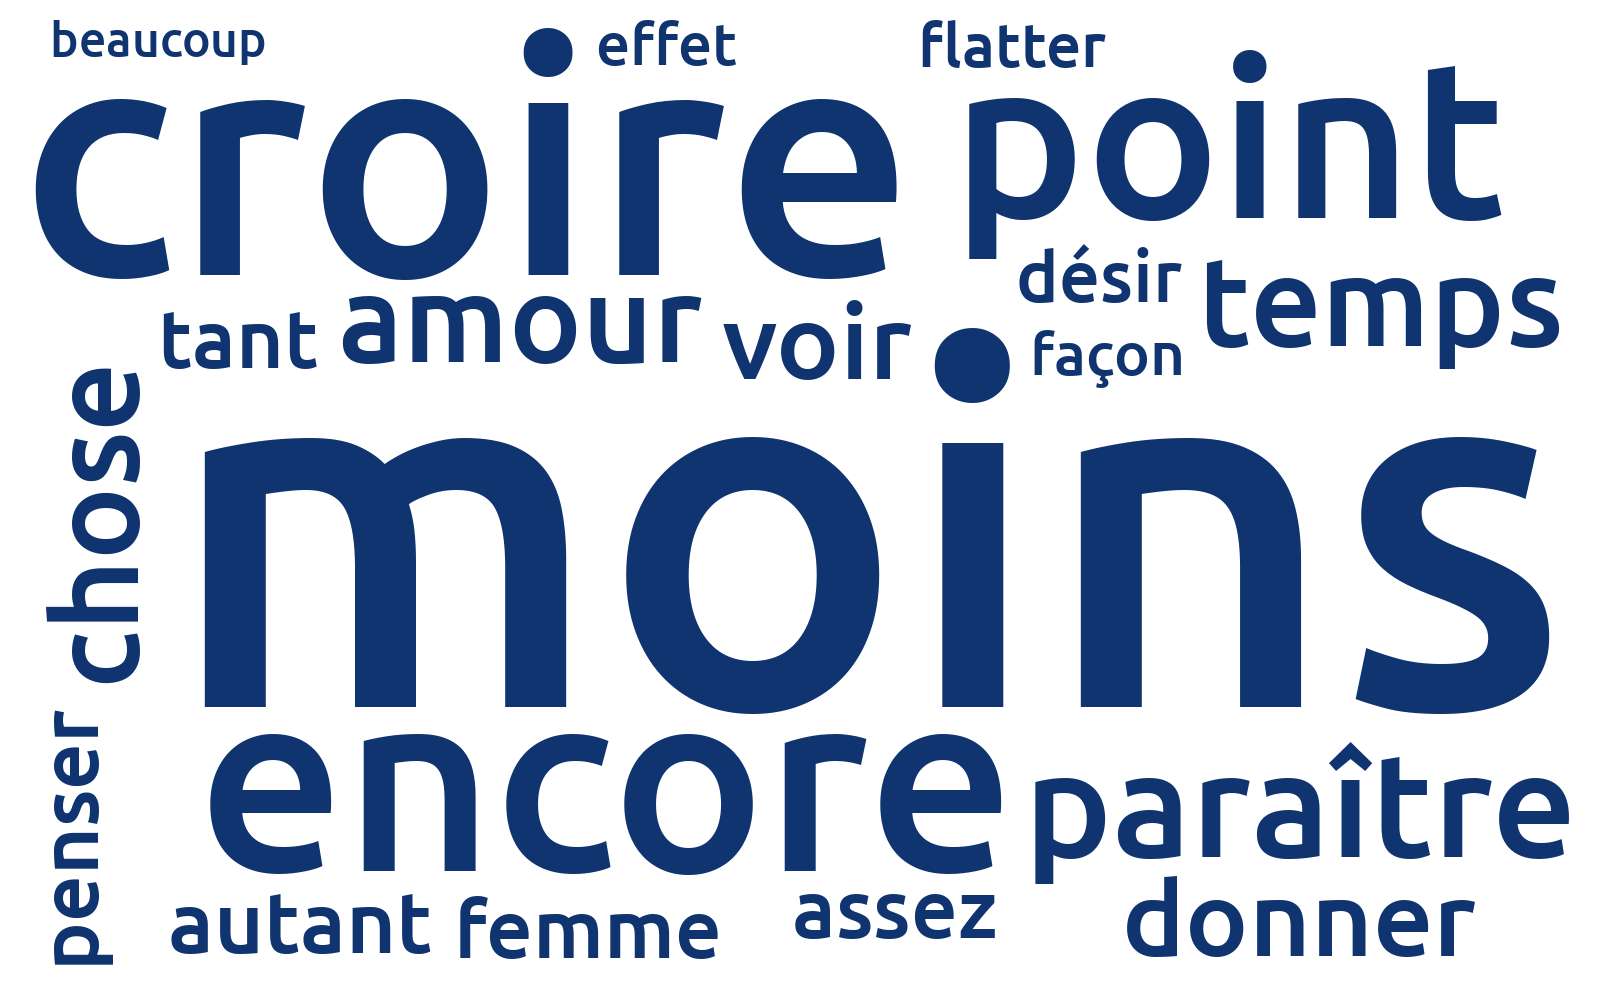 beaucoup
effet
flatter
croire
point
désir
temps
tant
amour
voir
façon
chose
moins
penser
encore
paraître
autant
femme
assez
donner